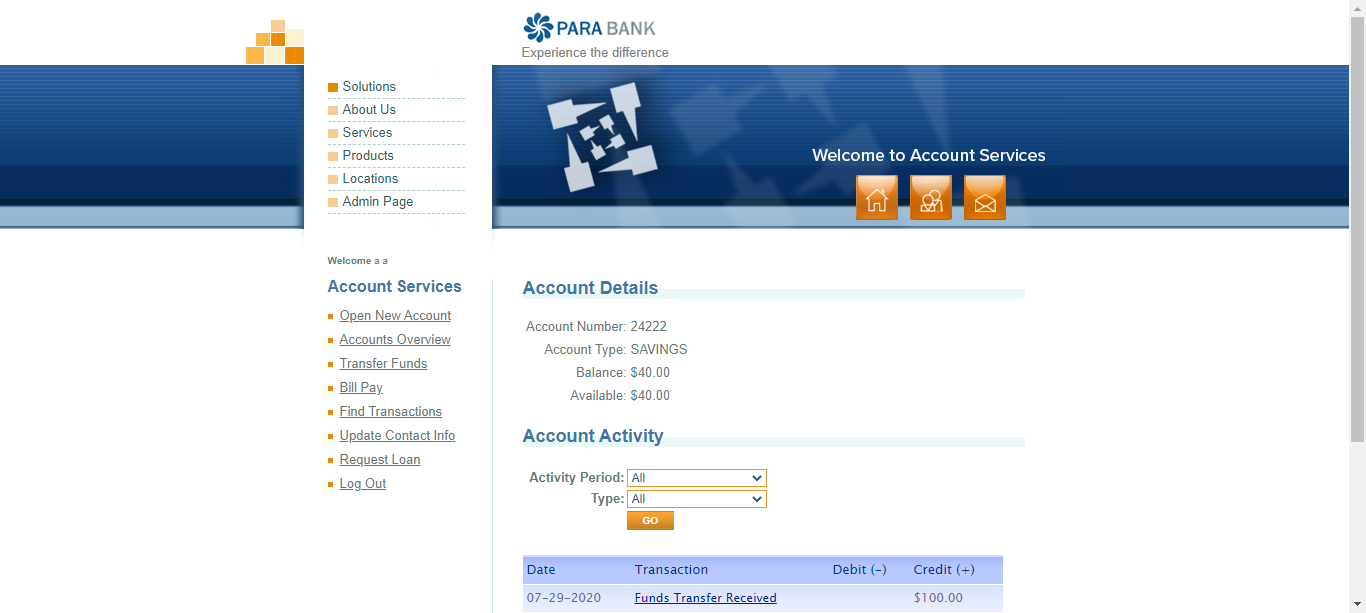 PARA BANK
Experience the difference
Solutions
About Us
Services
Products
Locations
Admin Page
Welcome to Account Services
Welcome a a
Account Services
Open New Account
Accounts Overview
Transfer Funds
Bill Pay
Find Transactions
Update Contact Info
Request Loan
Log Out
Account Details
Account Number: 24222
Account Type: SAVINGS
Balance: $40.00
Available: $40.00
Account Activity
Activity Period: All
Type: All
GO
Date Transaction Debit (-) Credit (+)
07-29-2020 Funds Transfer Received $100.00